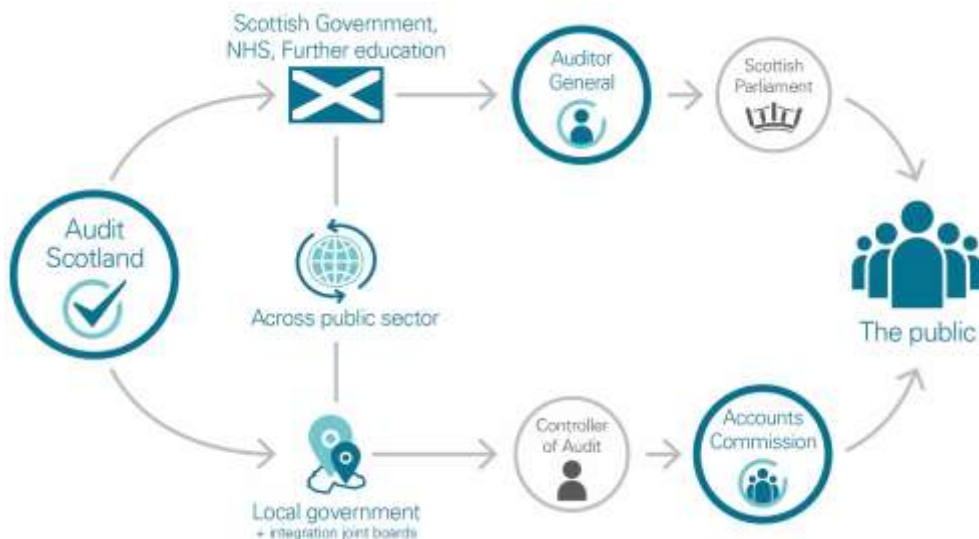 Scottish Government,
NHS, Further education
Auditor
General
Scottish
Parliament
Audit
Scotland
Across public sector
The public
Local government
+ integration joint boards
Controller
of Audit
Accounts
Commission